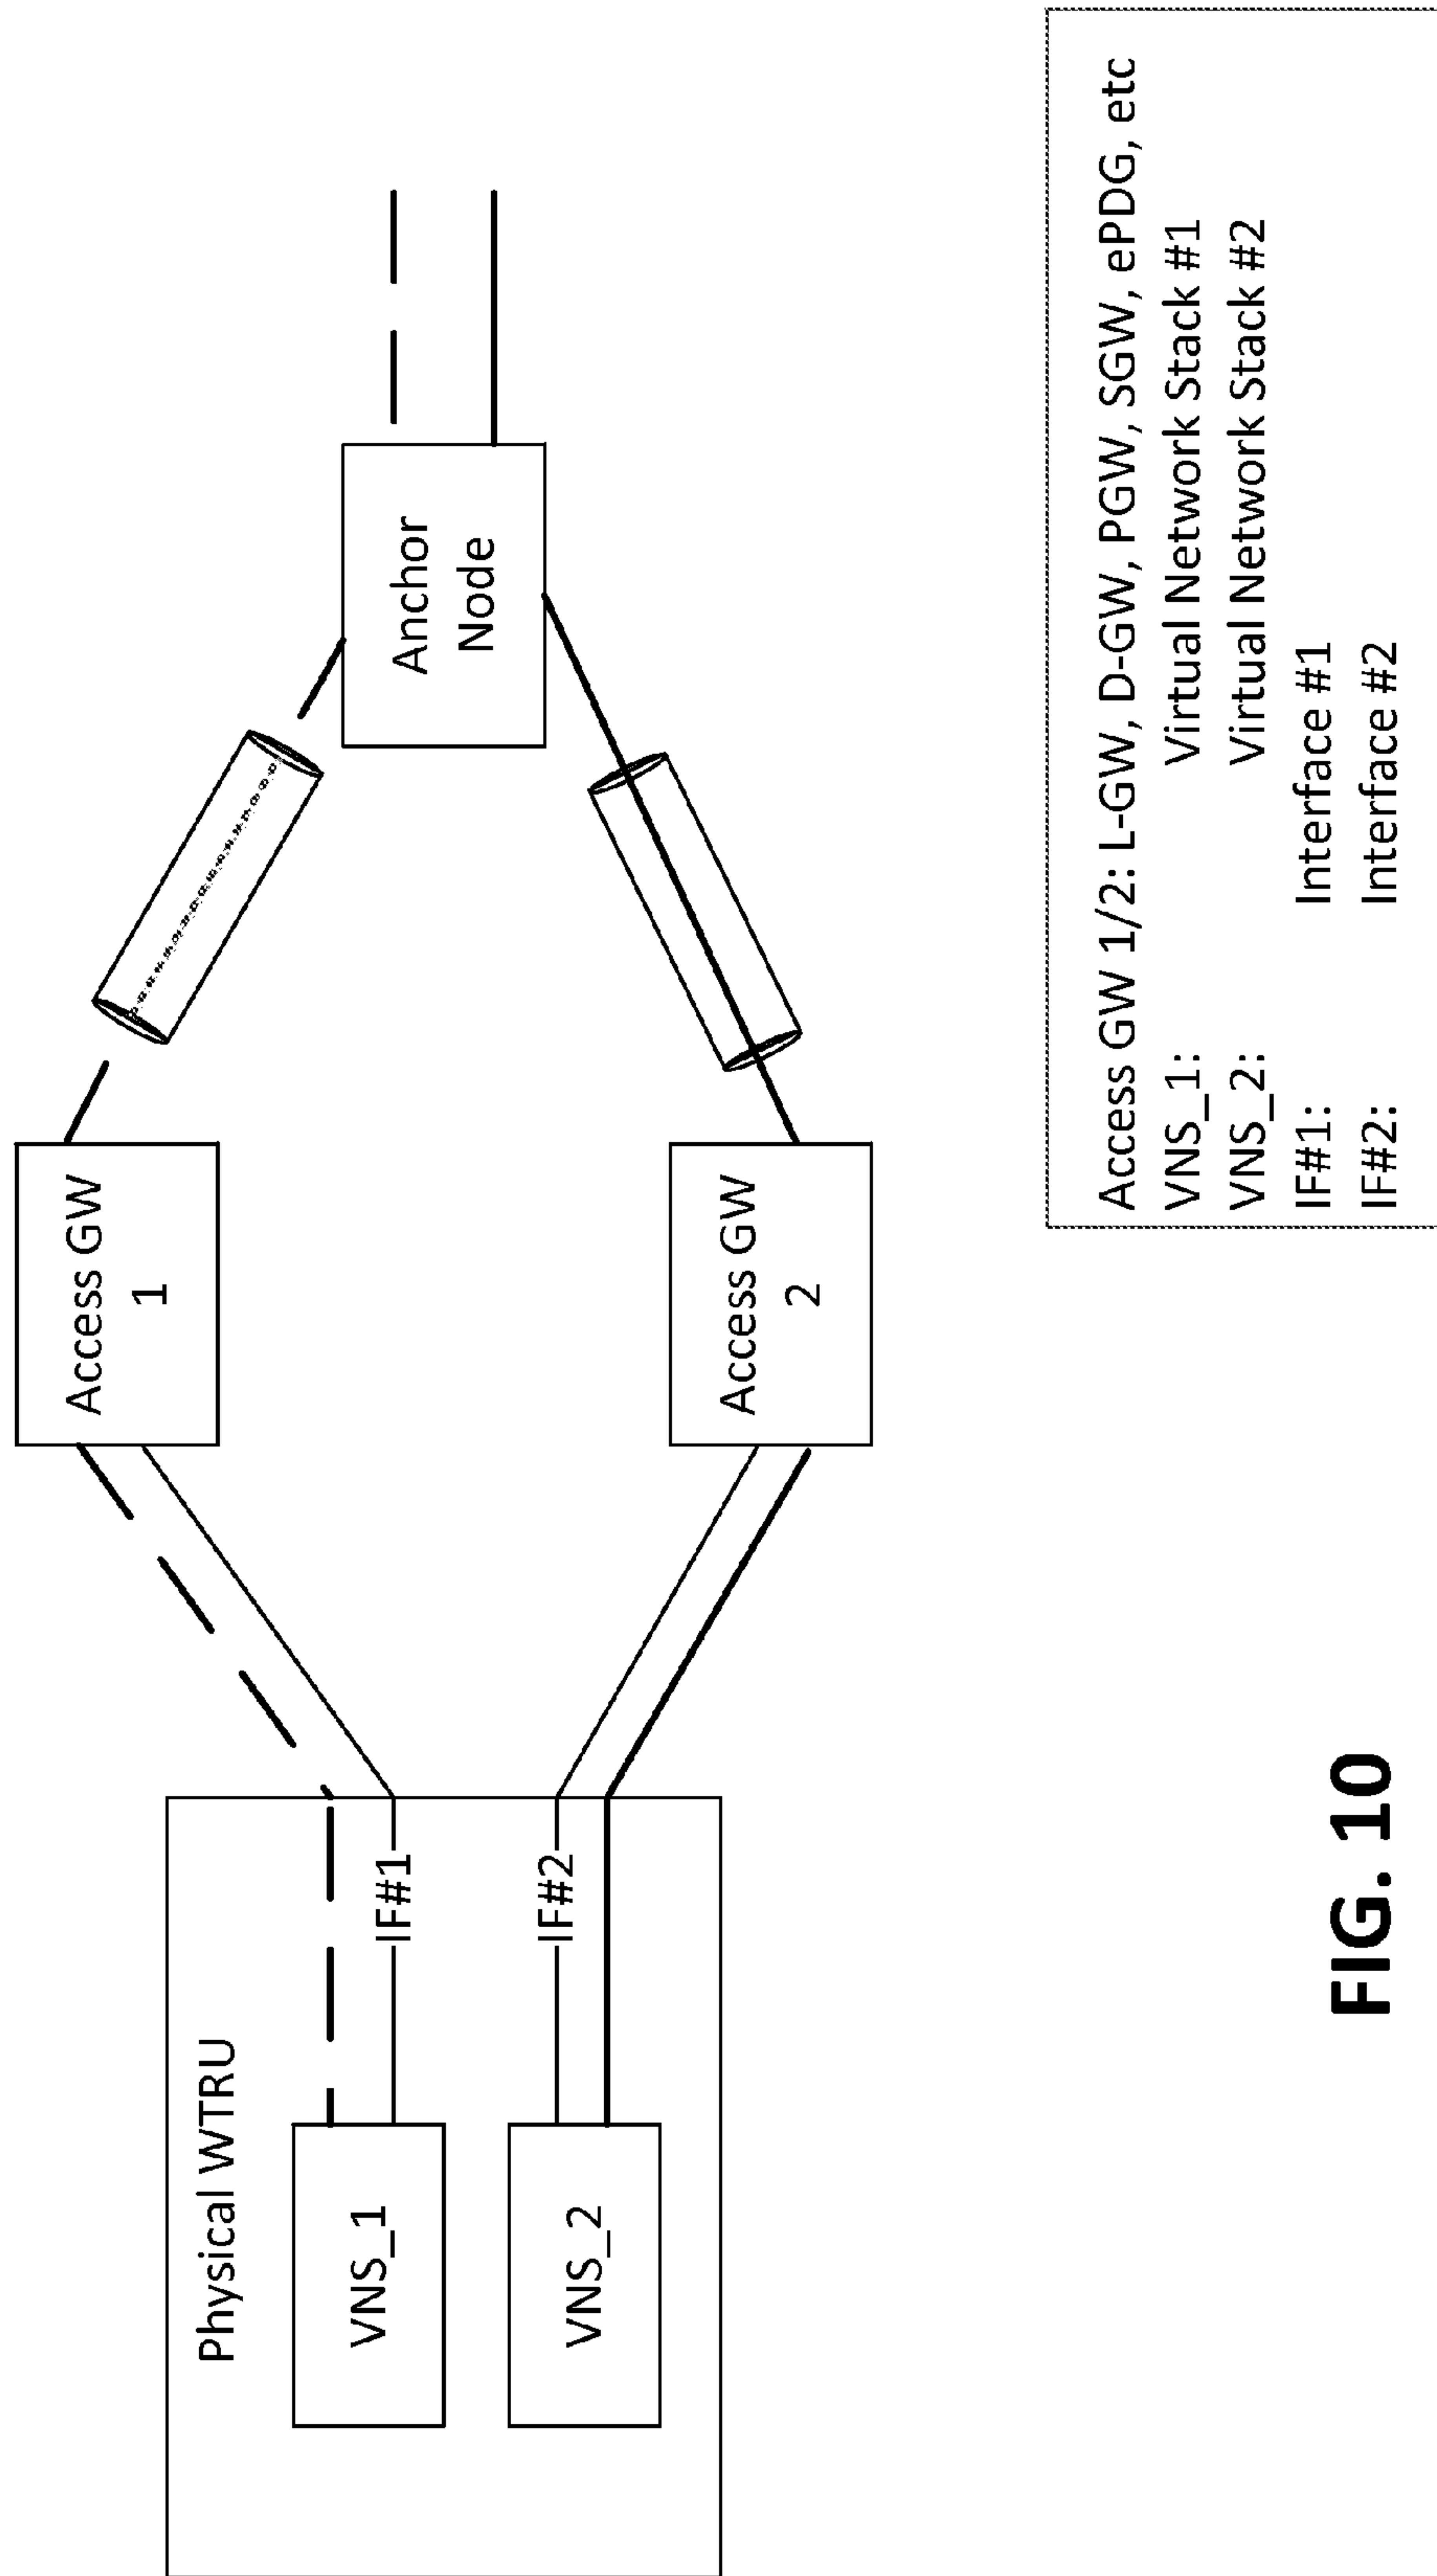 Physical WTRU
VNS_1
IF#1
VNS_2
IF#2
Access GW
1
Access GW
2
Anchor
Node
Access GW 1/2: L-GW, D-GW, PGW, SGW, ePDG, etc
VNS_1: Virtual Network Stack #1
VNS_2: Virtual Network Stack #2
IF#1: Interface #1
IF#2: Interface #2
FIG. 10